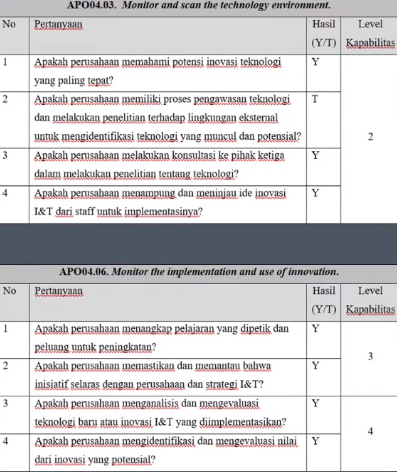 APO04.03. Monitor and scan the technology environment.
No Pertanyaan Hasil Level
(Y/T) Kapabilitas
1 Apakah perusahaan memahami potensi inovasi teknologi Y
yang paling tepat?
2 Apakah perusahaan memiliki proses pengawasan teknologi T
dan melakukan penelitian terhadap lingkungan eksternal
untuk mengidentifikasi teknologi yang muncul dan potensial? 2
3 Apakah perusahaan melakukan konsultasi ke pihak ketiga Y
dalam melakukan penelitian tentang teknologi?
4 Apakah perusahaan menampung dan meninjau ide inovasi Y
I&T dari staff untuk implementasinya?
APO04.06. Monitor the implementation and use of innovation.
No Pertanyaan Hasil Level
(Y/T) Kapabilitas
1 Apakah perusahaan menangkap pelajaran yang dipetik dan Y
peluang untuk peningkatan? 3
2 Apakah perusahaan memastikan dan memantau bahwa Y
inisiatif selaras dengan perusahaan dan strategi I&T?
3 Apakah perusahaan menganalisis dan mengevaluasi Y
teknologi baru atau inovasi I&T yang diimplementasikan? 4
4 Apakah perusahaan mengidentifikasi dan mengevaluasi nilai Y
dari inovasi yang potensial?